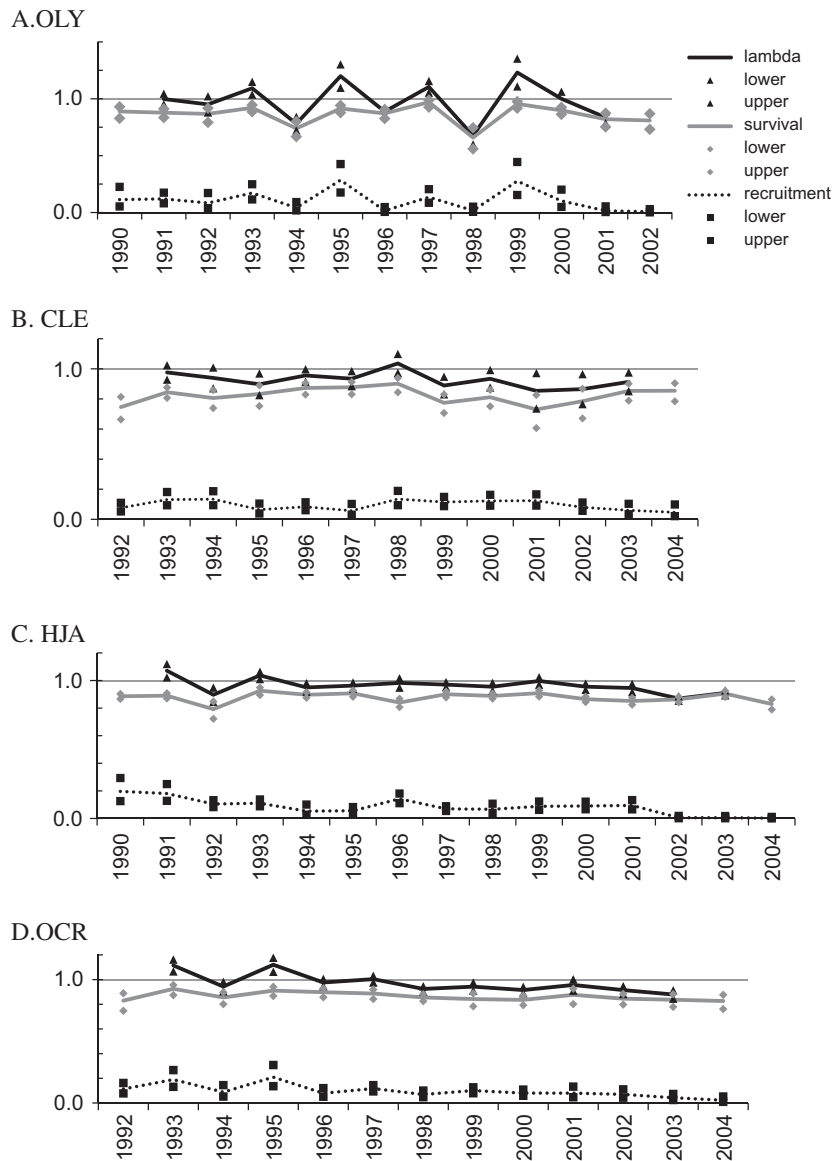 A.OLY
1.0
0.0
1990 1991 1992 1993 1994 1995 1996 1997 1998 1999 2000 2001 2002
lambda
lower
upper
survival
lower
upper
recruitment
lower
upper
B. CLE
1.0
0.0
1992 1993 1994 1995 1996 1997 1998 1999 2000 2001 2002 2003 2004
C. HJA
1.0
0.0
1990 1991 1992 1993 1994 1995 1996 1997 1998 1999 2000 2001 2002 2003 2004
D.OCR
1.0
0.0
1992 1993 1994 1995 1996 1997 1998 1999 2000 2001 2002 2003 2004